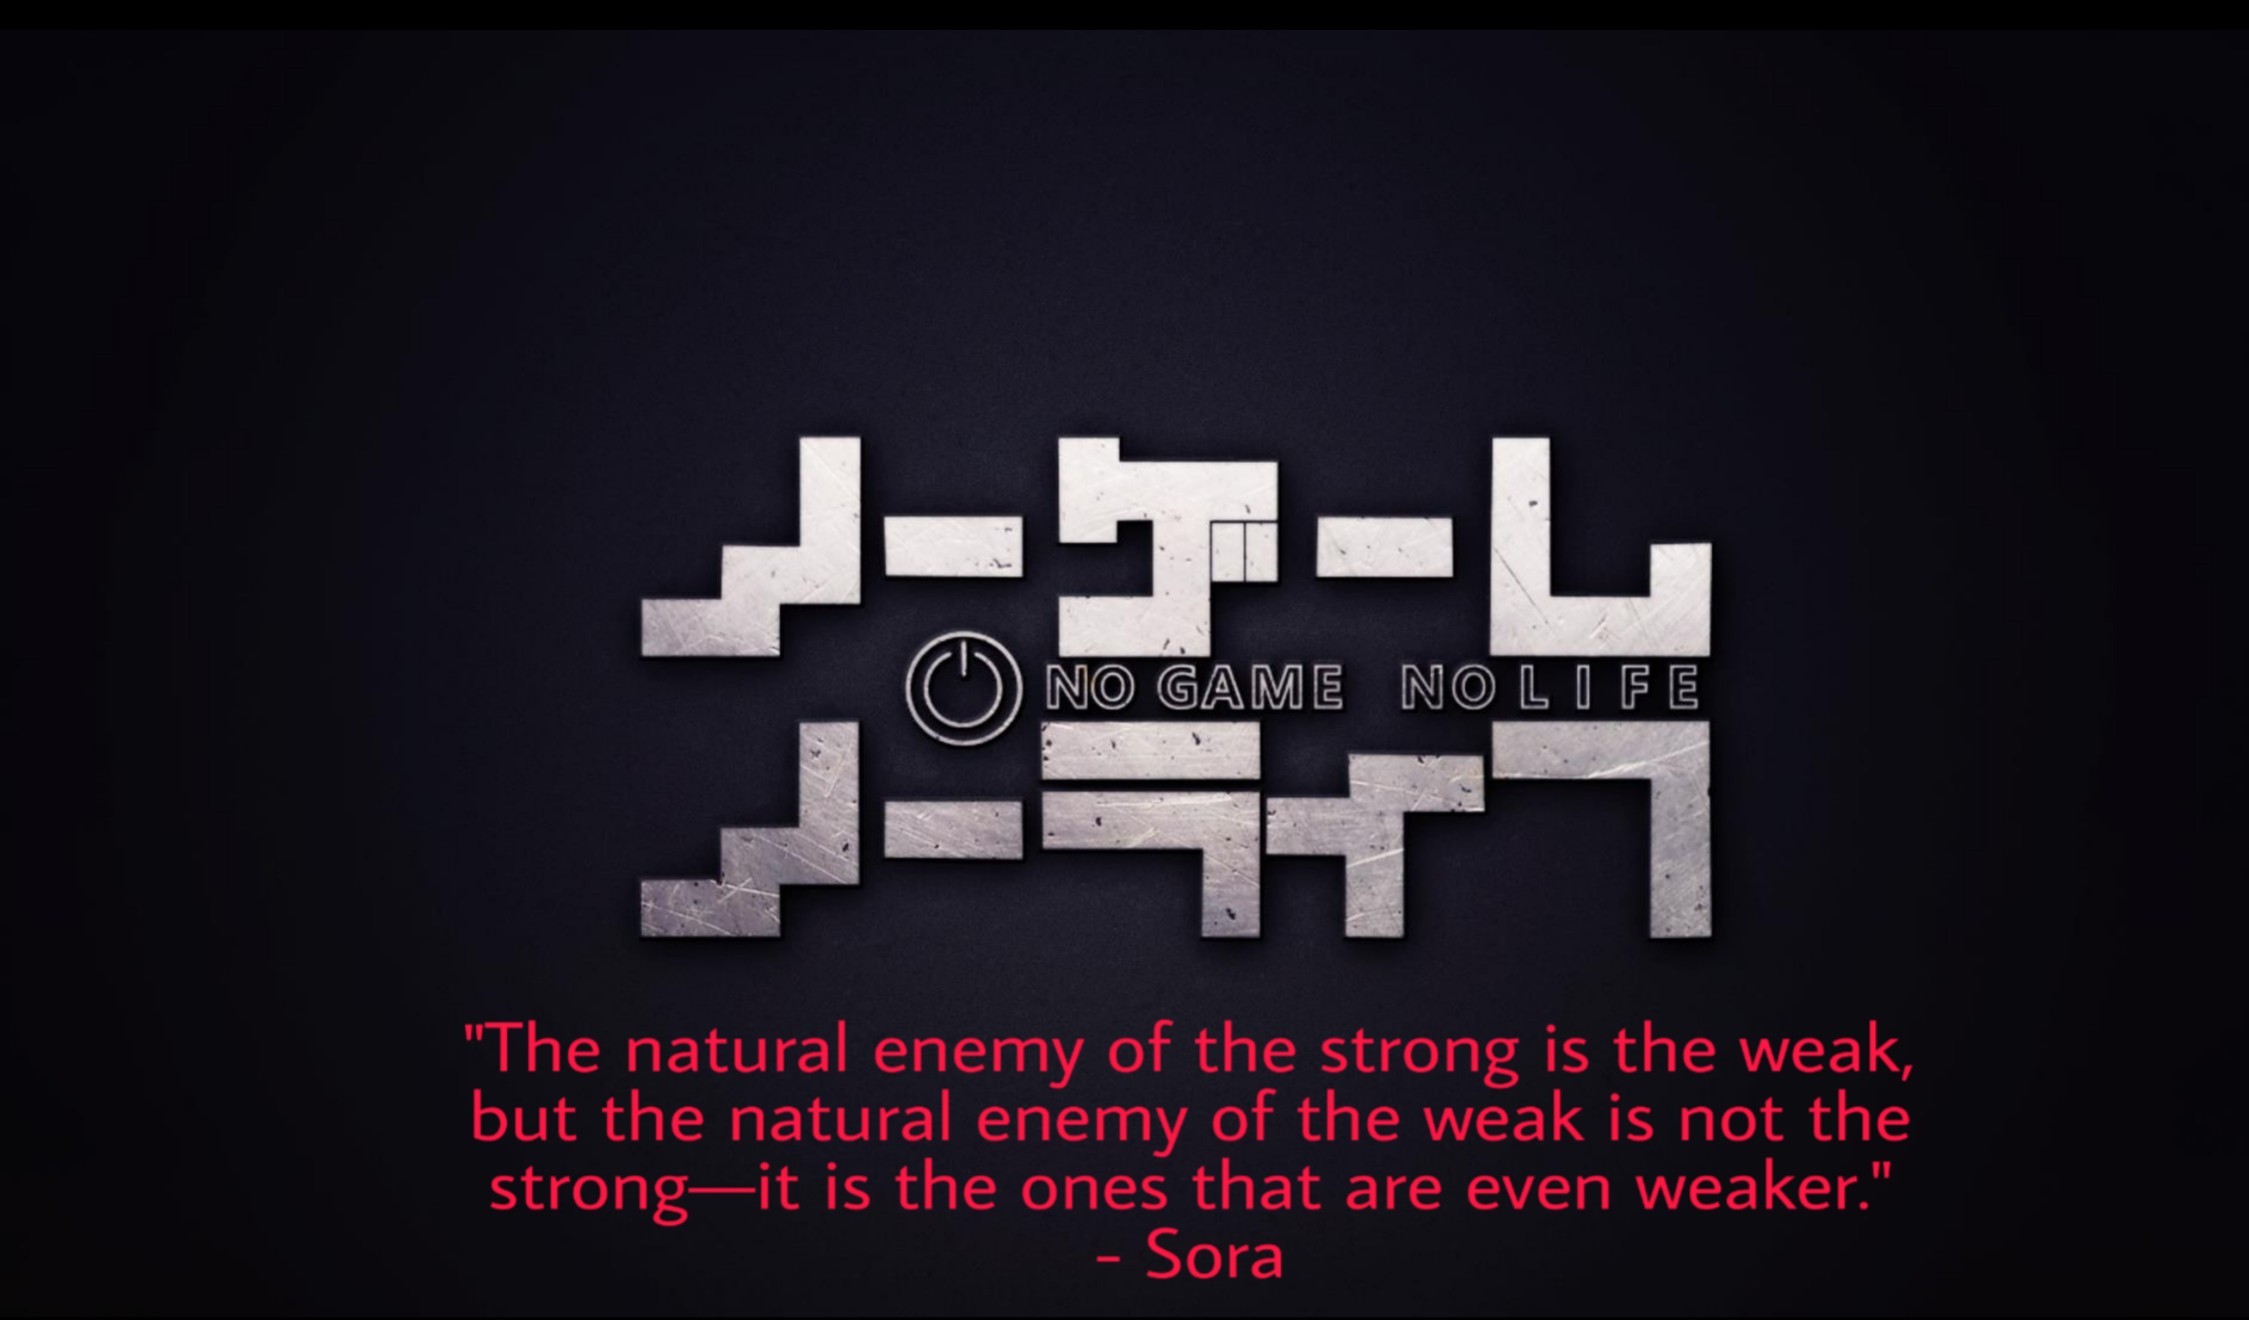 ノーゲーム
NO GAME NO LIFE
ノーライフ
"The natural enemy of the strong is the weak,
but the natural enemy of the weak is not the
strong—it is the ones that are even weaker."
- Sora